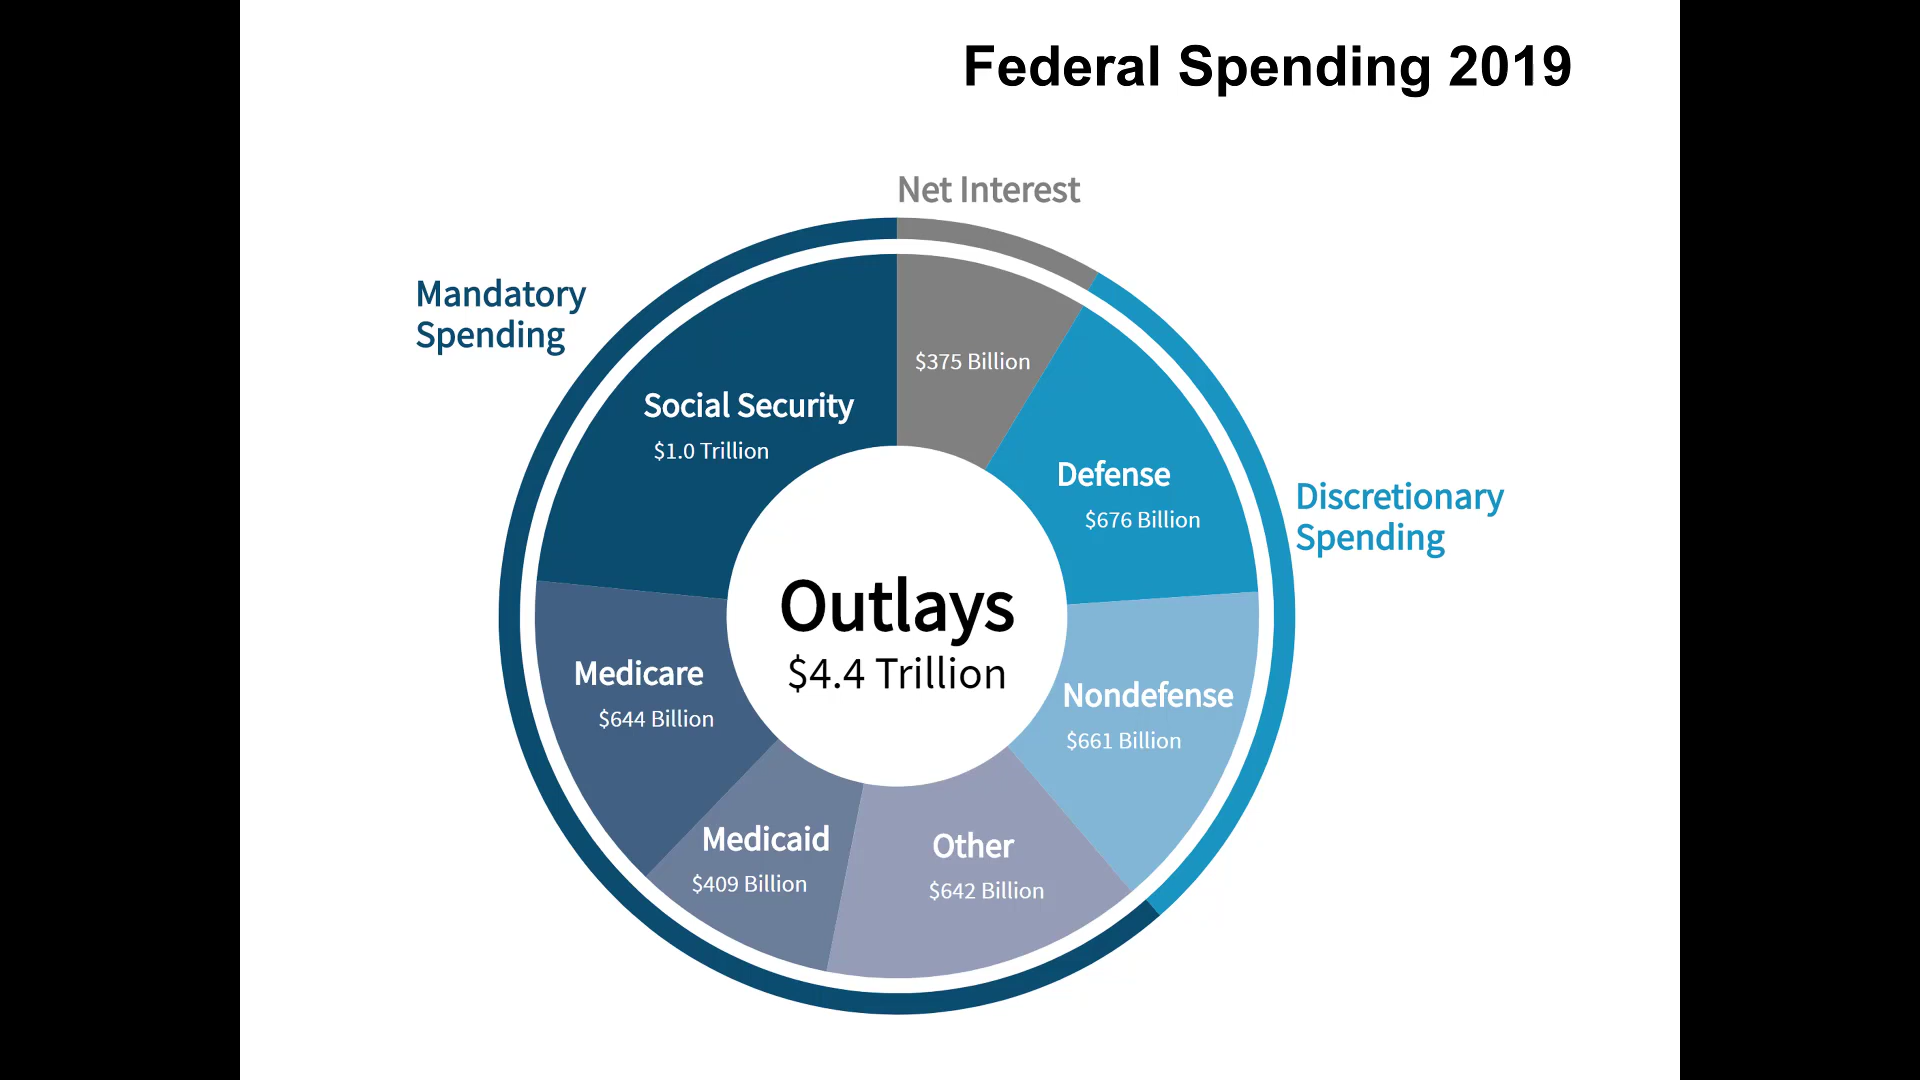 Federal Spending 2019
Net Interest
Mandatory
Spending
$375 Billion
Social Security
$1.0 Trillion
Defense
$676 Billion
Discretionary
Spending
Outlays
$4.4 Trillion
Medicare
$644 Billion
Nondefense
$661 Billion
Medicaid
$409 Billion
Other
$642 Billion